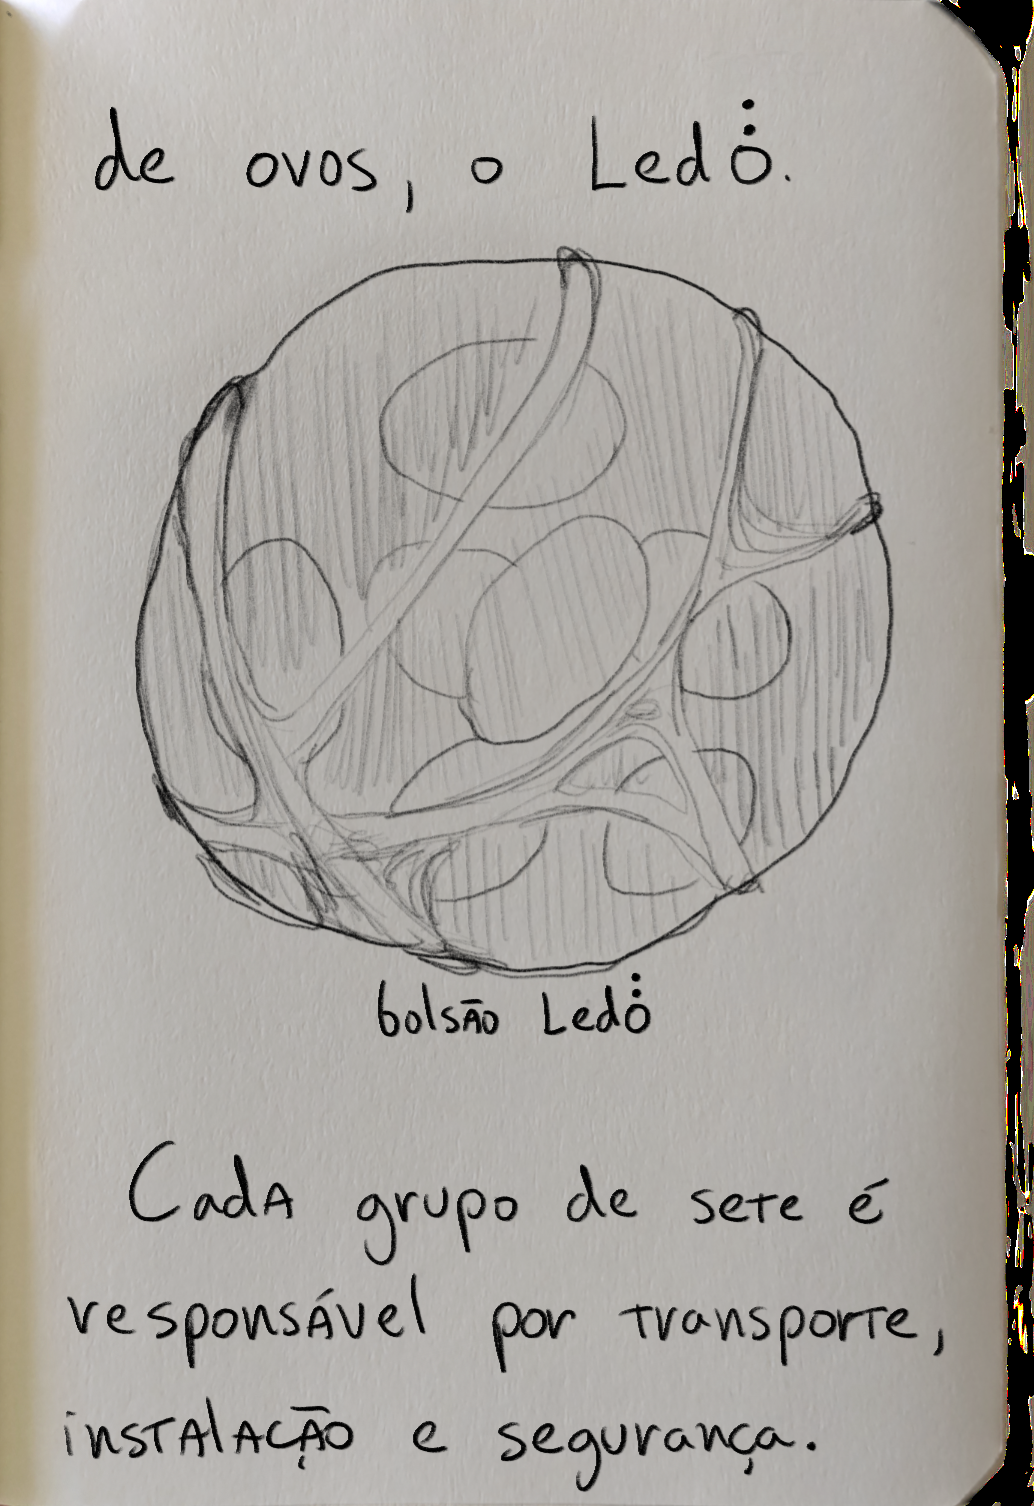 de ovos, o Ledö̇.
bolsão Ledö̇
Cada grupo de sete é
responsável por transporte,
instalação e segurança.